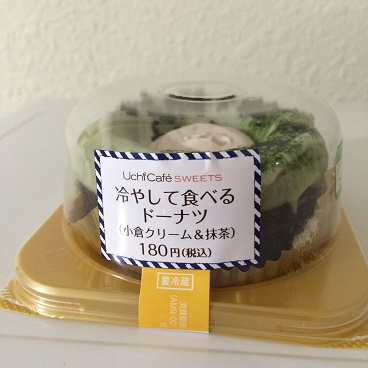 Uchi Café SWEETS
冷やして食べる
ドーナツ
(小倉クリーム&抹茶)
180円(税込)
要冷蔵